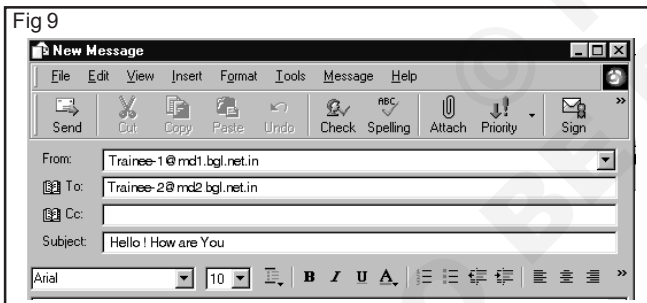 Fig 9
New Message
File Edit View Insert Format Tools Message Help
Send Cut Copy Paste Undo Check ABC Spelling Attach Priority Sign »
From: Trainee-1@md1.bgl.net.in
To: Trainee-2@md2 bgl.net.in
Cc:
Subject: Hello ! How are You
Arial 10 B I U A »